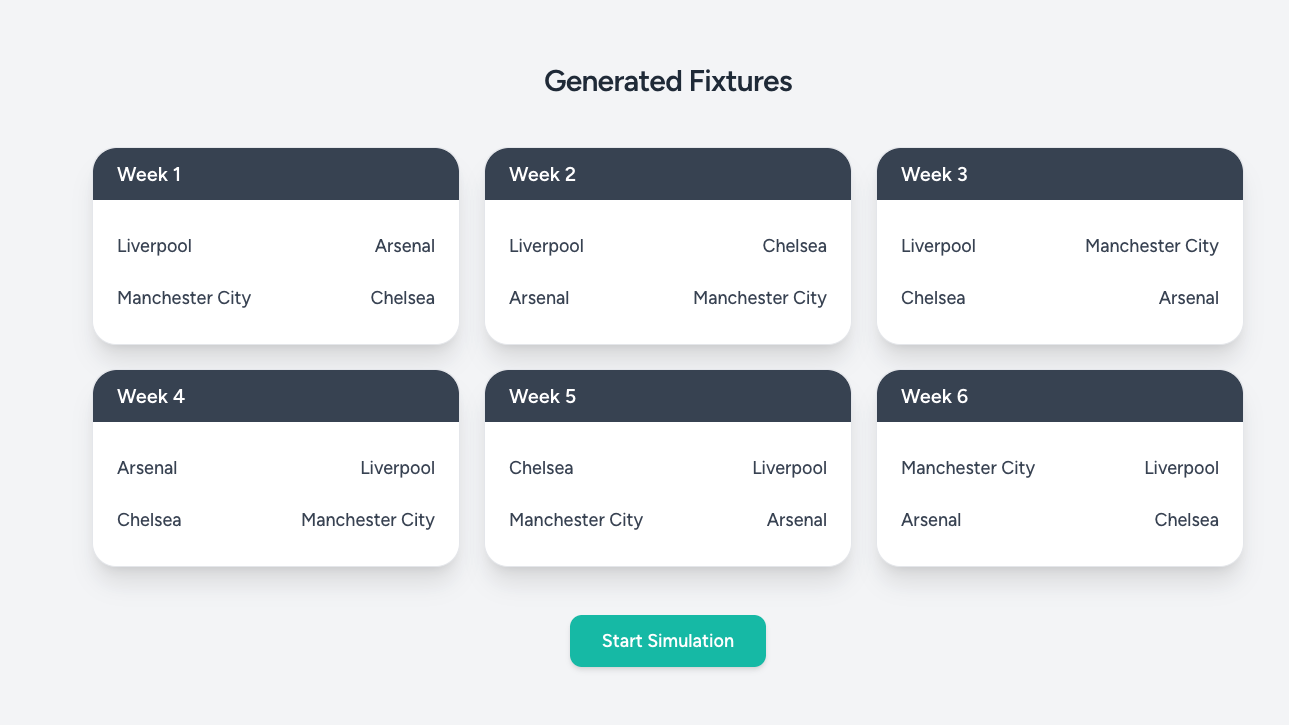 Generated Fixtures
Week 1
Liverpool Arsenal
Manchester City Chelsea
Week 2
Liverpool Chelsea
Arsenal Manchester City
Week 3
Liverpool Manchester City
Chelsea Arsenal
Week 4
Arsenal Liverpool
Chelsea Manchester City
Week 5
Chelsea Liverpool
Manchester City Arsenal
Week 6
Manchester City Liverpool
Arsenal Chelsea
Start Simulation